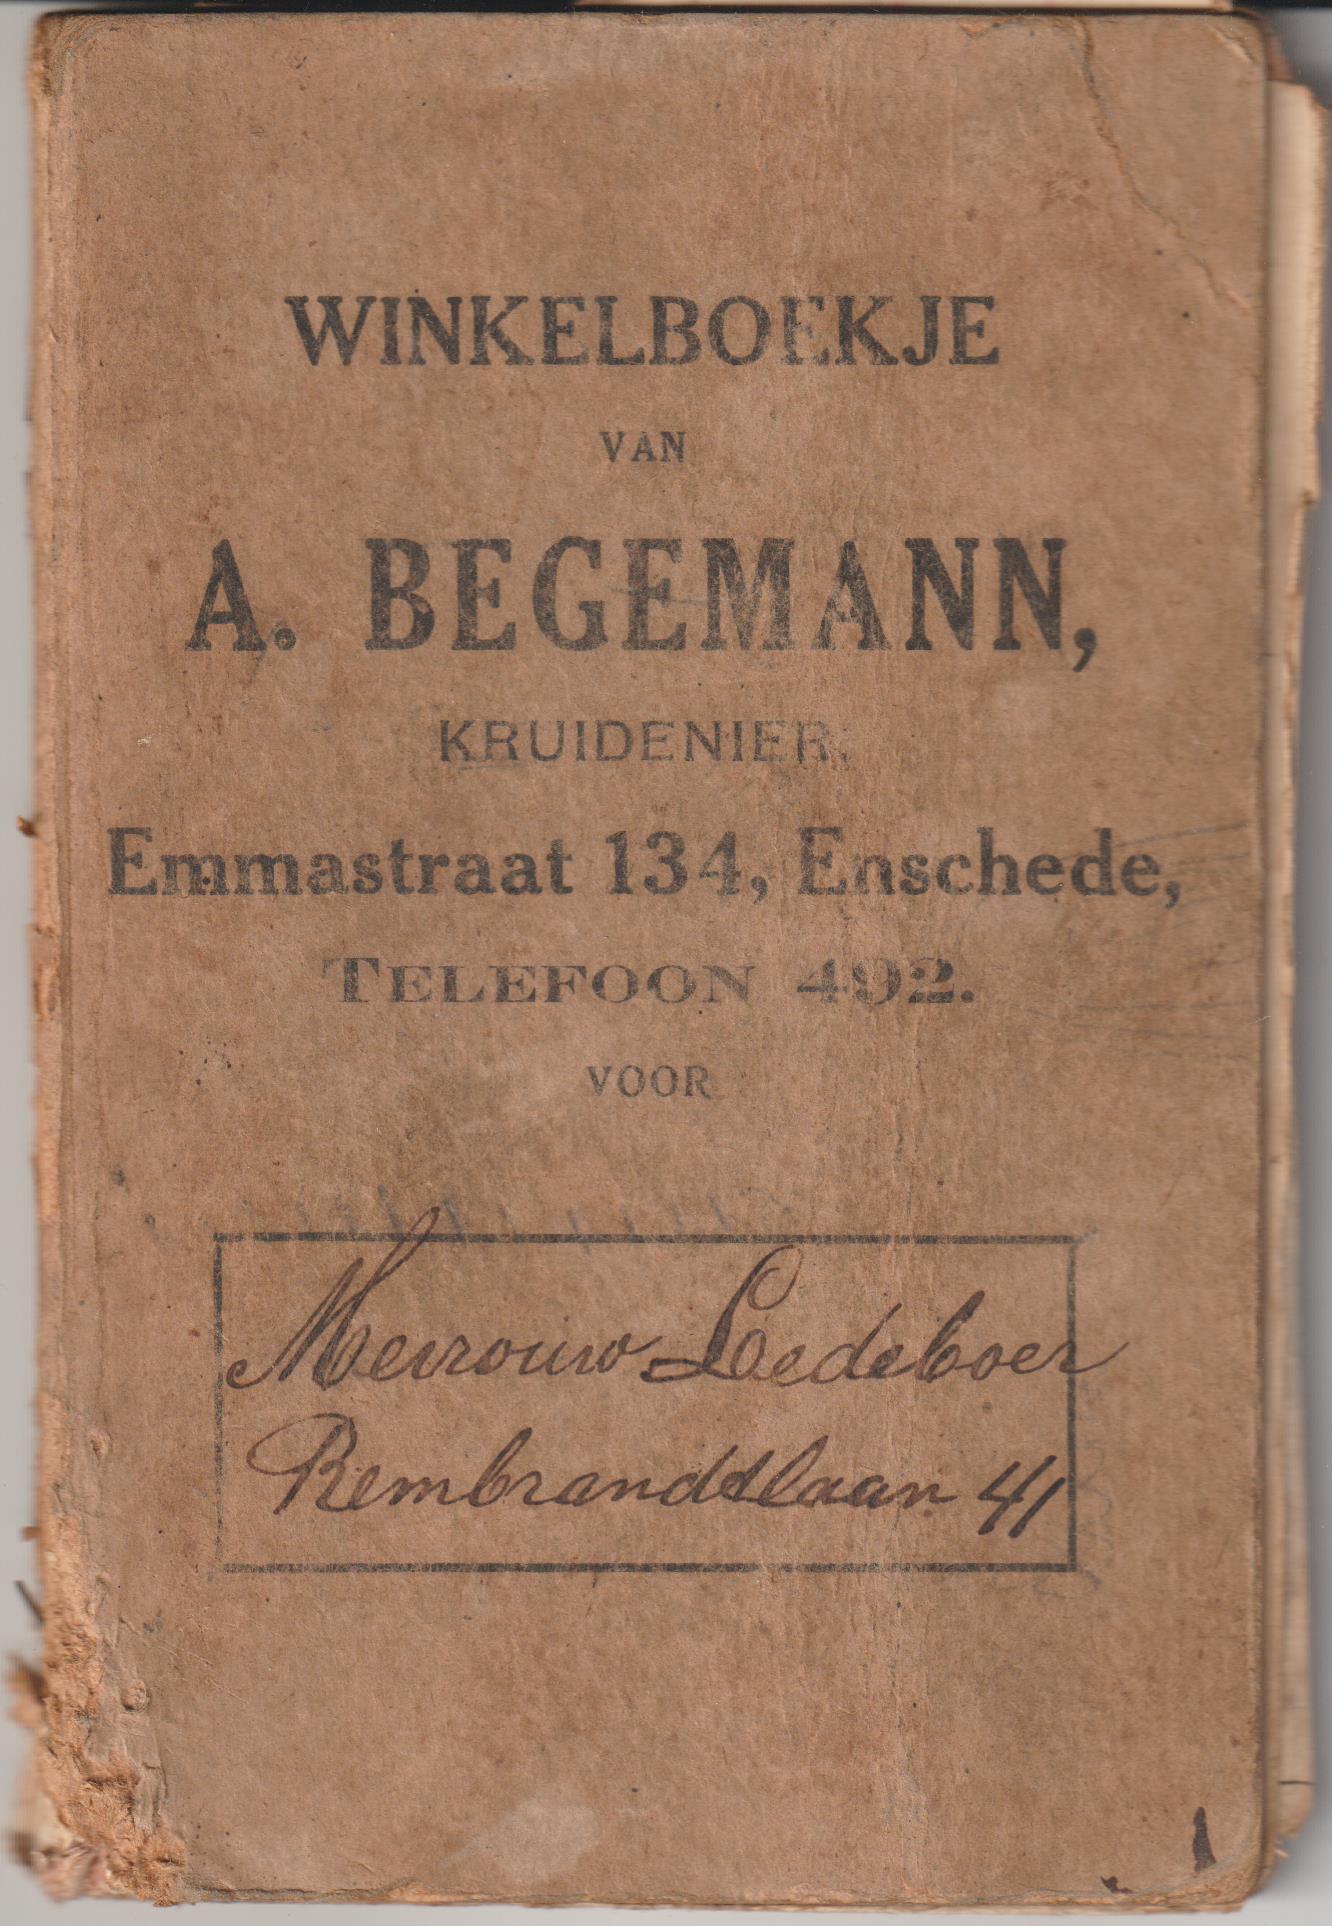 WINKELBOEKJE
VAN
A. BEGEMANN,
KRUIDENIER.
Emmastraat 134, Enschede,
TELEFOON 492.
VOOR
Mevrouw Ledeboer
Rembrandtlaan 41